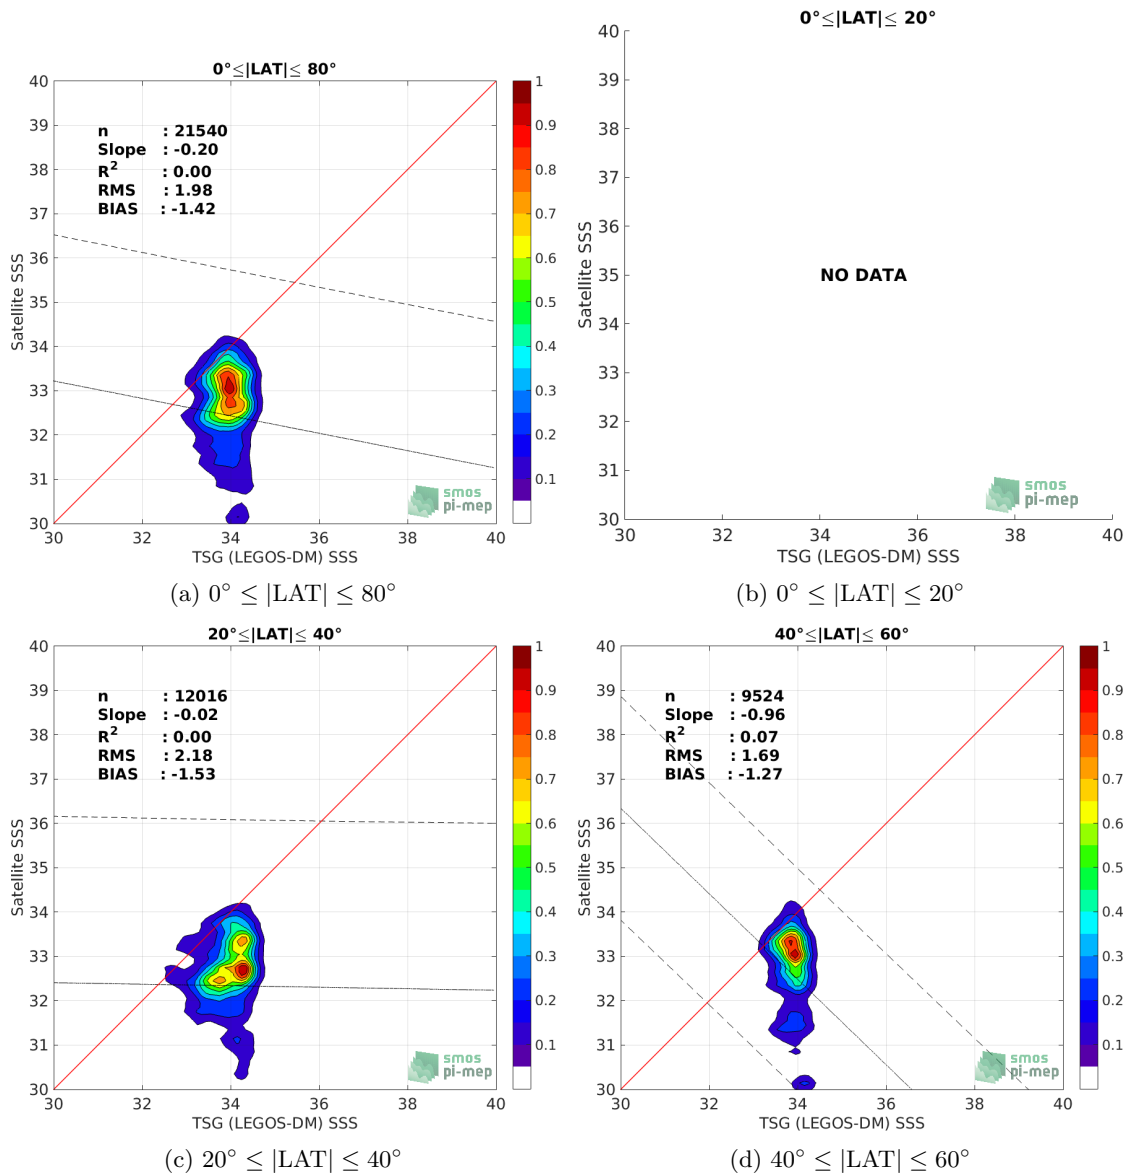 0°≤|LAT|≤ 80°
40
39
38
37
36
35
34
33
32
31
30
Satellite SSS
n : 21540
Slope : -0.20
R² : 0.00
RMS : 1.98
BIAS : -1.42
smos
pi-mep
30 32 34 36 38 40
TSG (LEGOS-DM) SSS
1
0.9
0.8
0.7
0.6
0.5
0.4
0.3
0.2
0.1
(a) 0° ≤ |LAT| ≤ 80°
0°≤|LAT|≤ 20°
40
39
38
37
36
35
34
33
32
31
30
Satellite SSS
NO DATA
smos
pi-mep
30 32 34 36 38 40
TSG (LEGOS-DM) SSS
(b) 0° ≤ |LAT| ≤ 20°
20°≤|LAT|≤ 40°
40
39
38
37
36
35
34
33
32
31
30
Satellite SSS
n : 12016
Slope : -0.02
R² : 0.00
RMS : 2.18
BIAS : -1.53
smos
pi-mep
30 32 34 36 38 40
TSG (LEGOS-DM) SSS
1
0.9
0.8
0.7
0.6
0.5
0.4
0.3
0.2
0.1
(c) 20° ≤ |LAT| ≤ 40°
40°≤|LAT|≤ 60°
40
39
38
37
36
35
34
33
32
31
30
Satellite SSS
n : 9524
Slope : -0.96
R² : 0.07
RMS : 1.69
BIAS : -1.27
smos
pi-mep
30 32 34 36 38 40
TSG (LEGOS-DM) SSS
1
0.9
0.8
0.7
0.6
0.5
0.4
0.3
0.2
0.1
(d) 40° ≤ |LAT| ≤ 60°